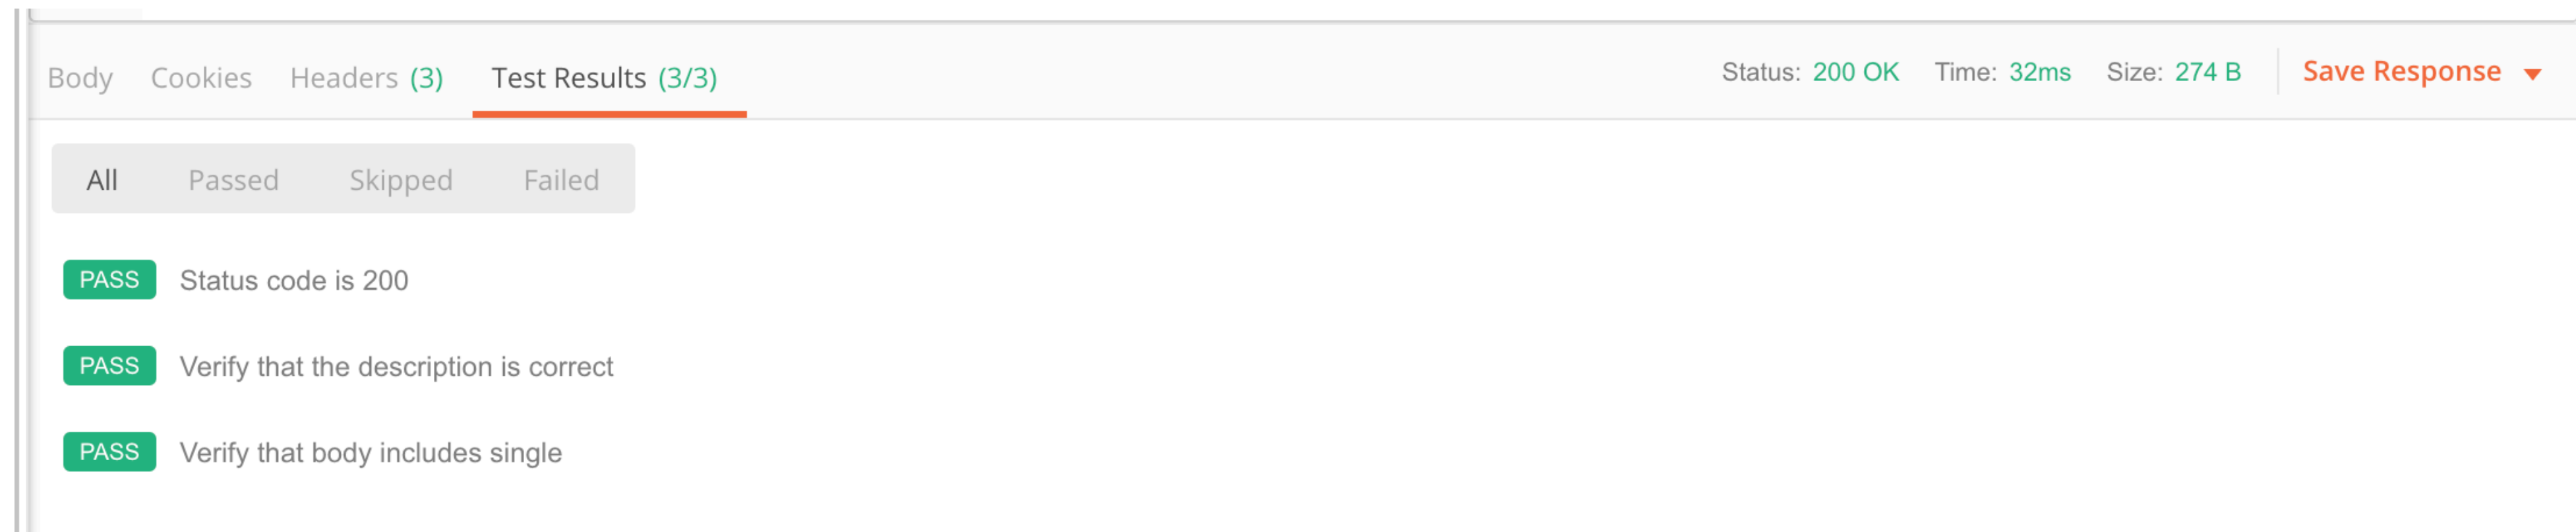 Body Cookies Headers (3) Test Results (3/3) Status: 200 OK Time: 32ms Size: 274 B Save Response
All Passed Skipped Failed
PASS Status code is 200
PASS Verify that the description is correct
PASS Verify that body includes single